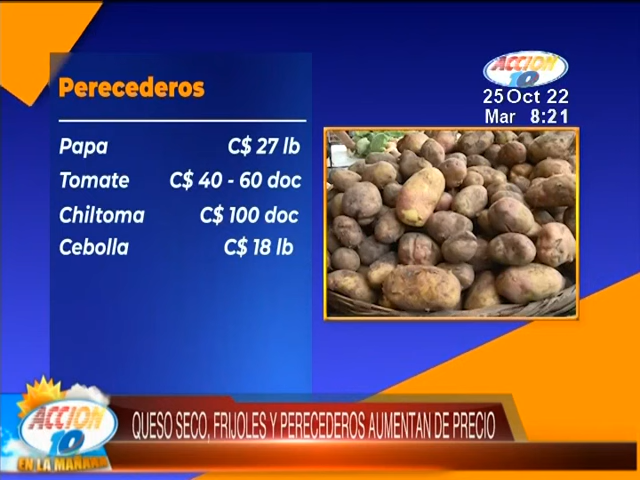 Perecederos
Papa C$ 27 lb
Tomate C$ 40 - 60 doc
Chiltoma C$ 100 doc
Cebolla C$ 18 lb
ACCION
10
25 Oct 22
Mar 8:21
ACCION
10
EN LA MAÑANA
QUESO SECO, FRIJOLES Y PERECEDEROS AUMENTAN DE PRECIO